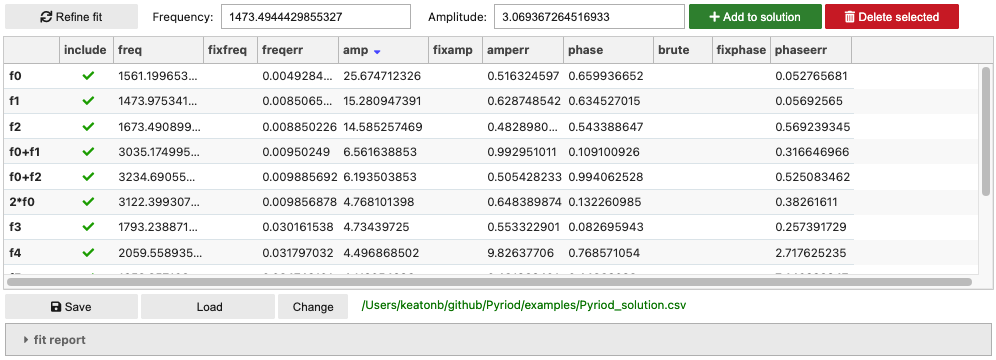 Refine fit Frequency: 1473.4944429855327 Amplitude: 3.069367264516933 Add to solution Delete selected
include freq fixfreq freqerr amp fixamp amperr phase brute fixphase phaseerr
f0 1561.199653... 0.0049284... 25.674712326 0.516324597 0.659936652 0.052765681
f1 1473.975341... 0.0085065... 15.280947391 0.628748542 0.634527015 0.05692565
f2 1673.490899... 0.008850226 14.585257469 0.4828980... 0.543388647 0.569239345
f0+f1 3035.174995... 0.00950249 6.561638853 0.992951011 0.109100926 0.316646966
f0+f2 3234.69055... 0.009885692 6.193503853 0.505428233 0.994062528 0.525083462
2*f0 3122.399307... 0.009856878 4.768101398 0.648389874 0.132260985 0.38261611
f3 1793.238871... 0.030161538 4.73439725 0.553322901 0.082695943 0.257391729
f4 2059.558935... 0.031797032 4.496868502 9.82637706 0.768571054 2.717625235
Save Load Change /Users/keatonb/github/Pyriod/examples/Pyriod_solution.csv
fit report